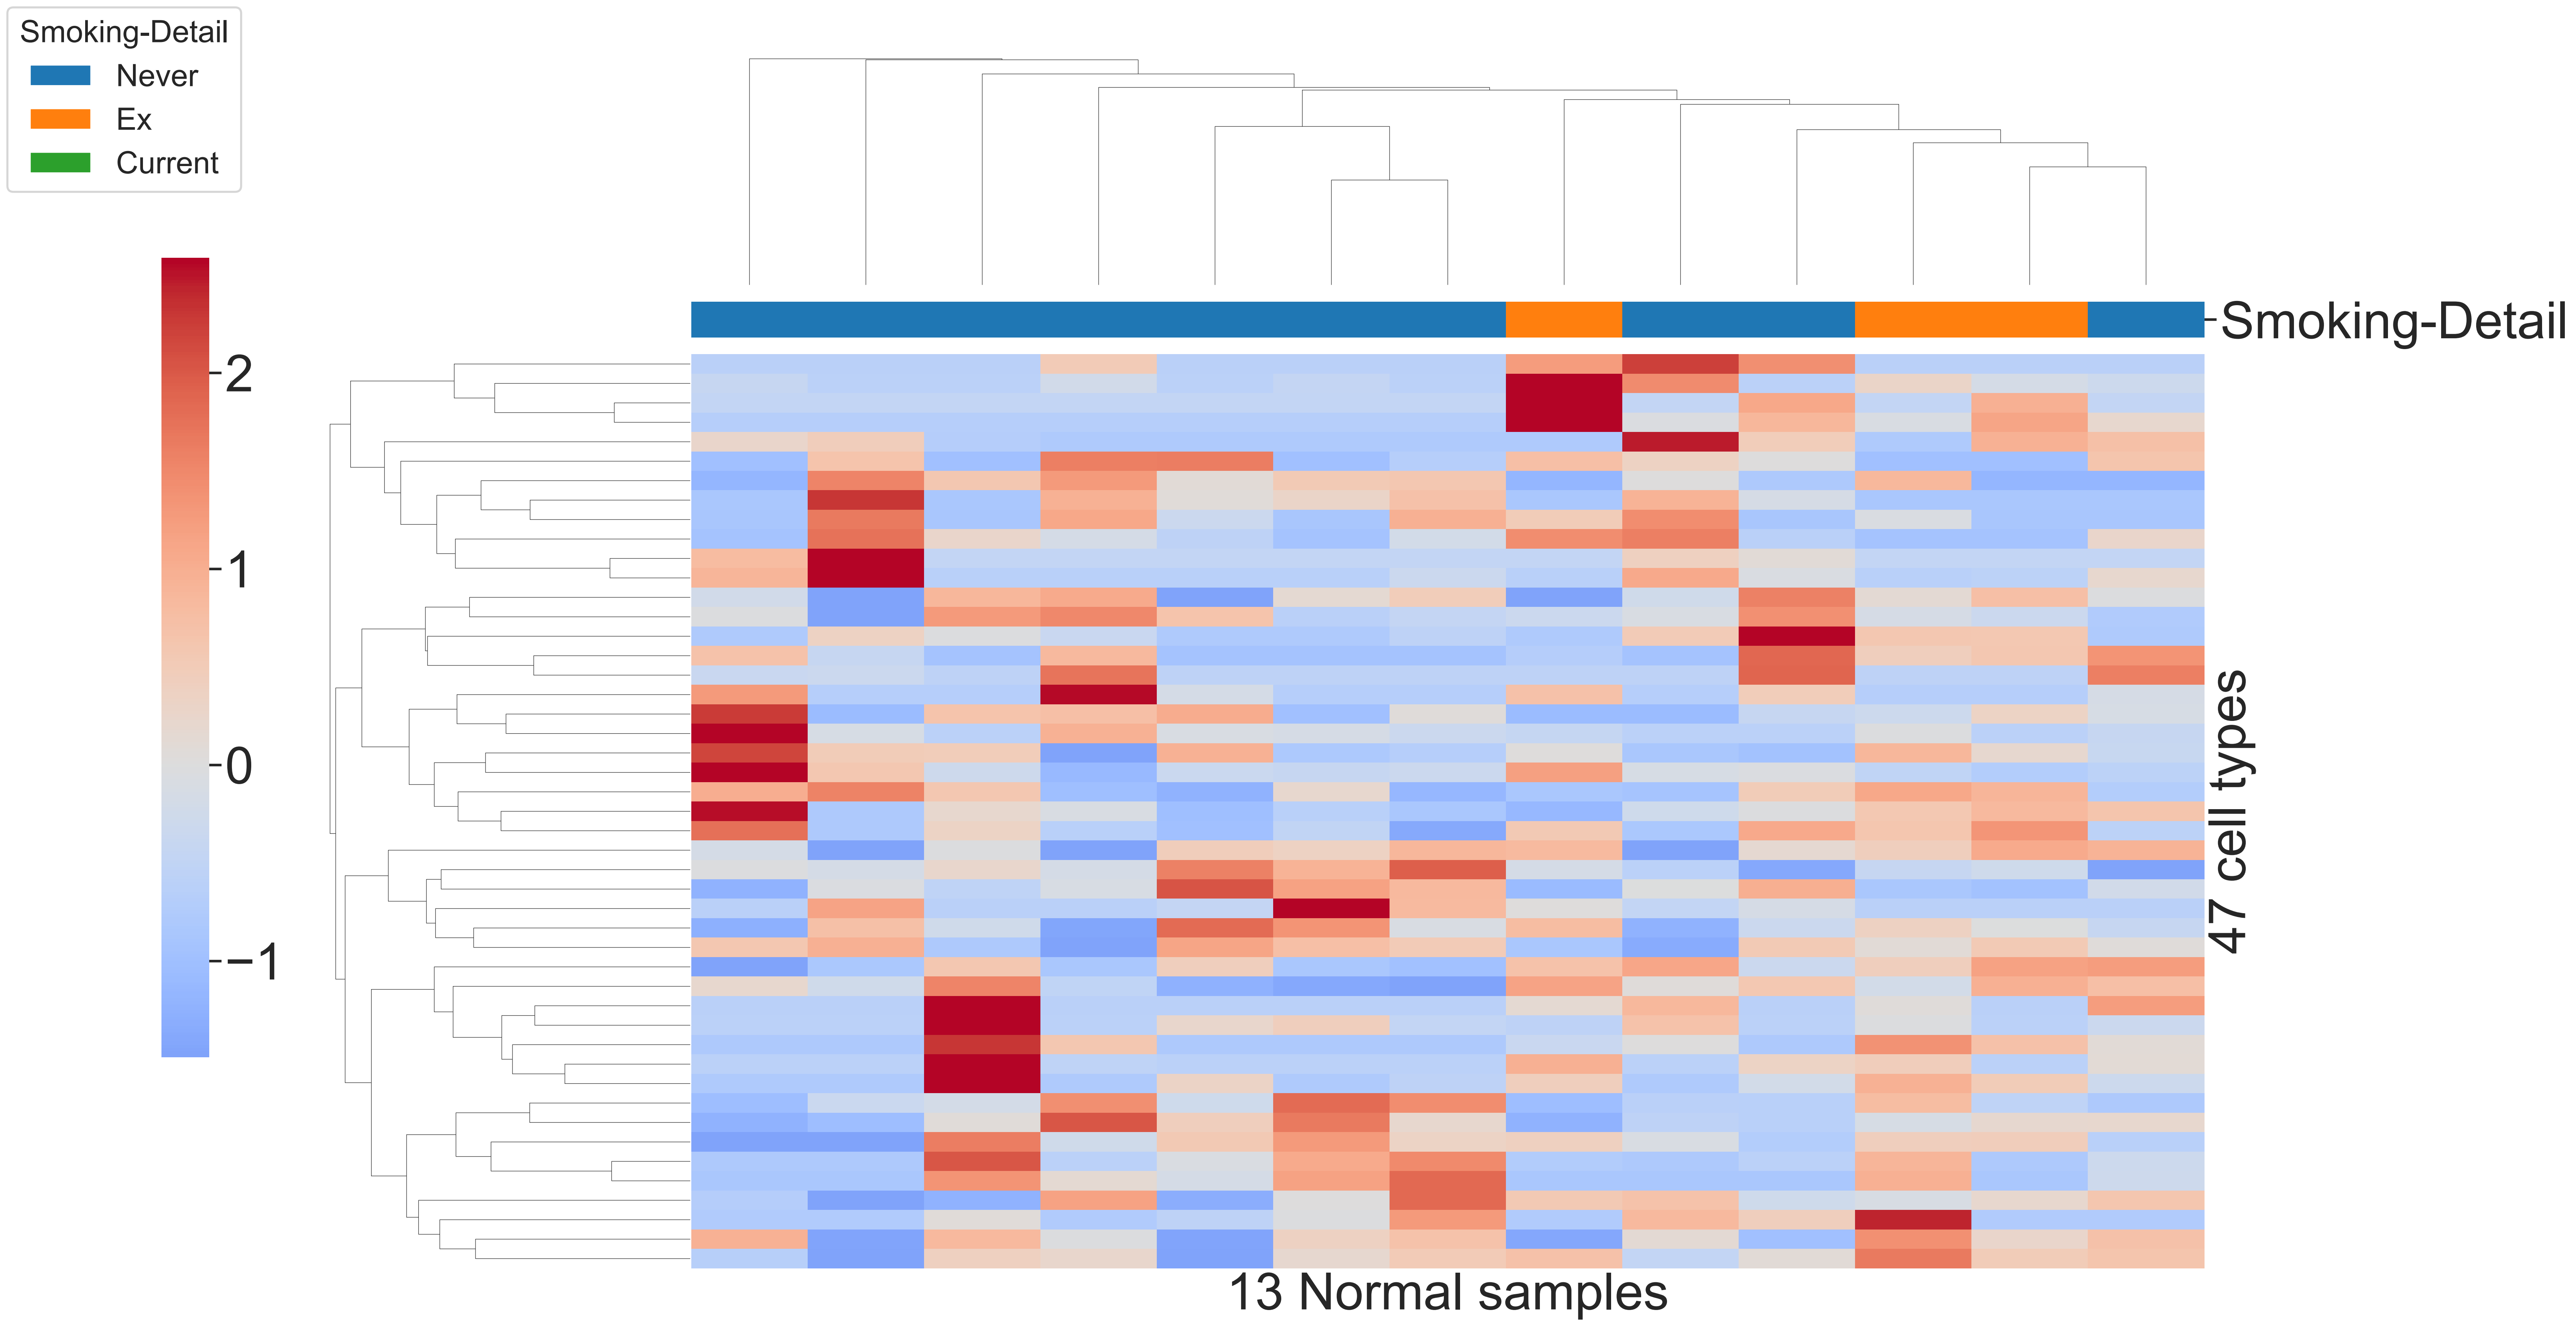 Smoking-Detail
Never
Ex
Current
2
1
0
−1
Smoking-Detail
47 cell types
13 Normal samples